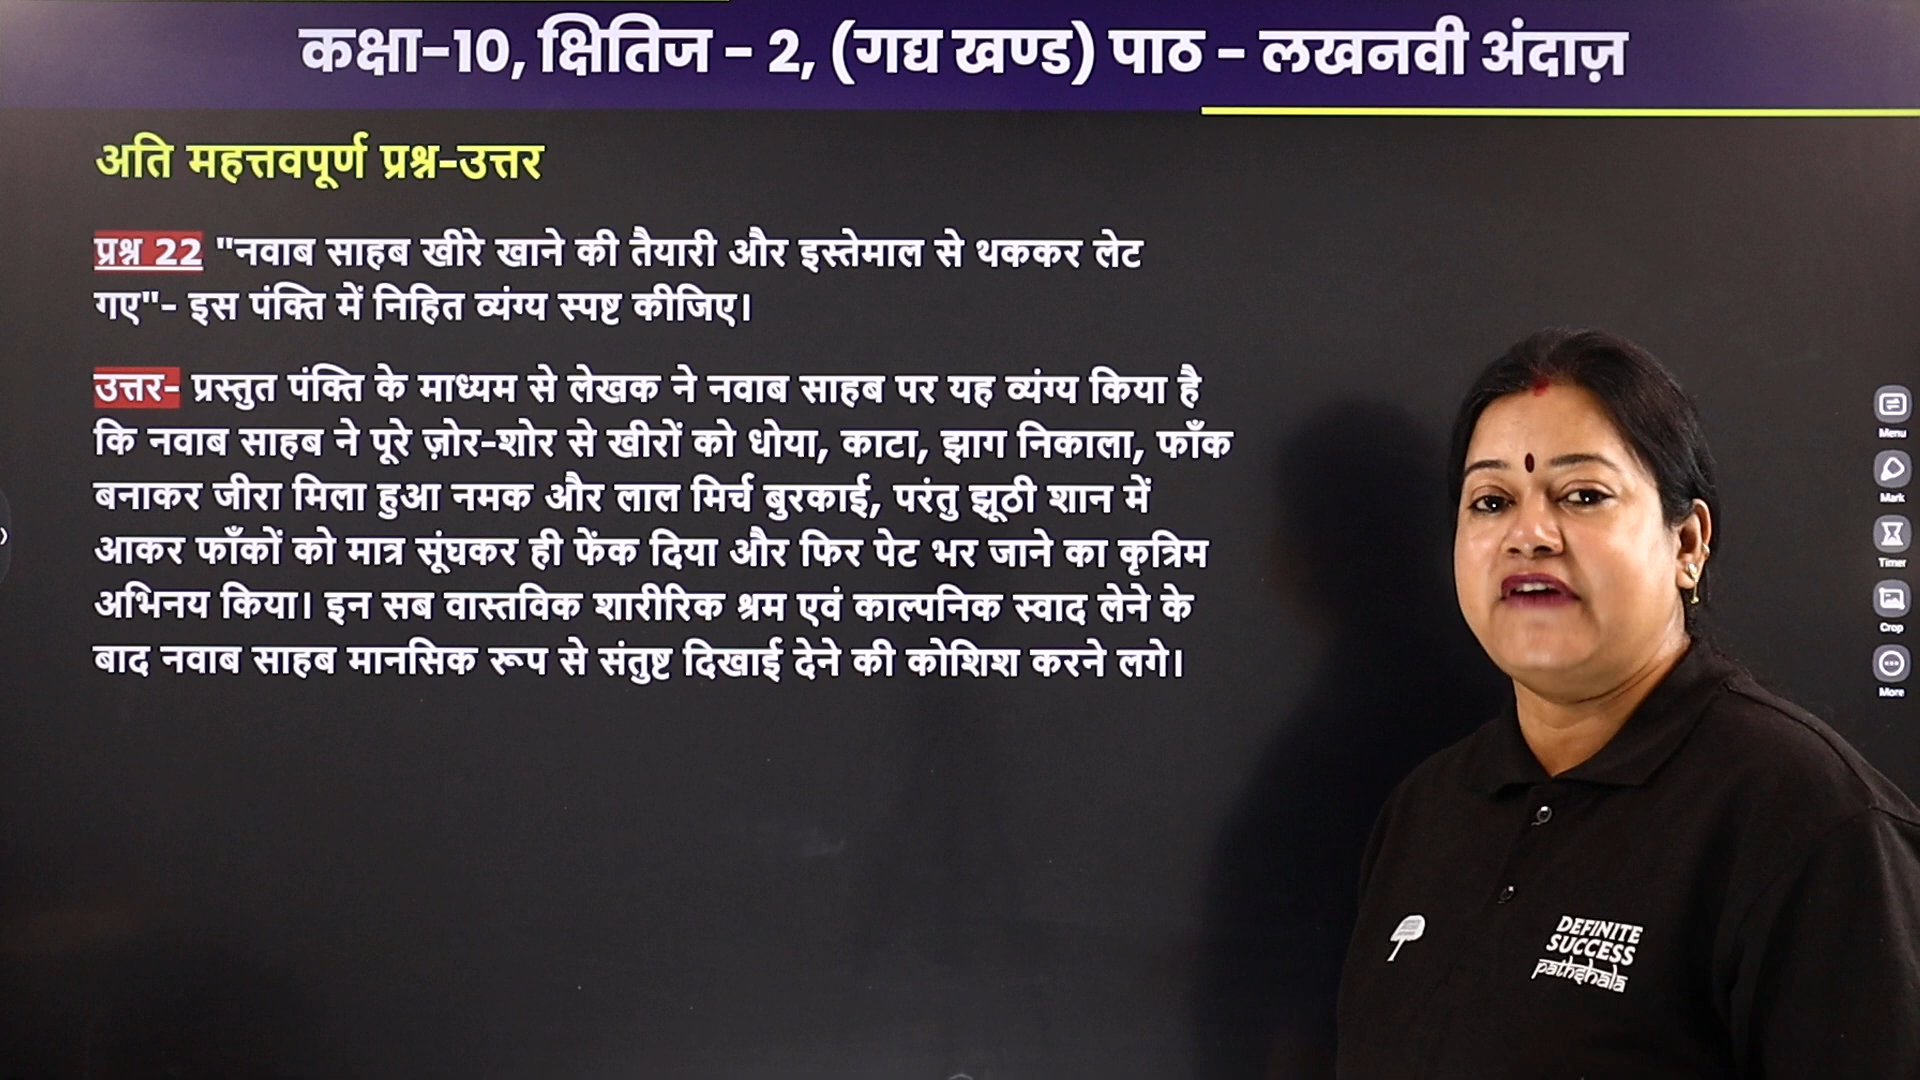 कक्षा-10, क्षितिज - 2, (गद्य खण्ड) पाठ - लखनवी अंदाज़
अति महत्तवपूर्ण प्रश्न-उत्तर
प्रश्न 22 "नवाब साहब खीरे खाने की तैयारी और इस्तेमाल से थककर लेट
गए"- इस पंक्ति में निहित व्यंग्य स्पष्ट कीजिए।
उत्तर- प्रस्तुत पंक्ति के माध्यम से लेखक ने नवाब साहब पर यह व्यंग्य किया है
कि नवाब साहब ने पूरे ज़ोर-शोर से खीरों को धोया, काटा, झाग निकाला, फाँक
बनाकर जीरा मिला हुआ नमक और लाल मिर्च बुरकाई, परंतु झूठी शान में
आकर फाँकों को मात्र सूंघकर ही फेंक दिया और फिर पेट भर जाने का कृत्रिम
अभिनय किया। इन सब वास्तविक शारीरिक श्रम एवं काल्पनिक स्वाद लेने के
बाद नवाब साहब मानसिक रूप से संतुष्ट दिखाई देने की कोशिश करने लगे।
Menu
Mark
Timer
Crop
More
DEFINITE
SUCCESS
pathshala